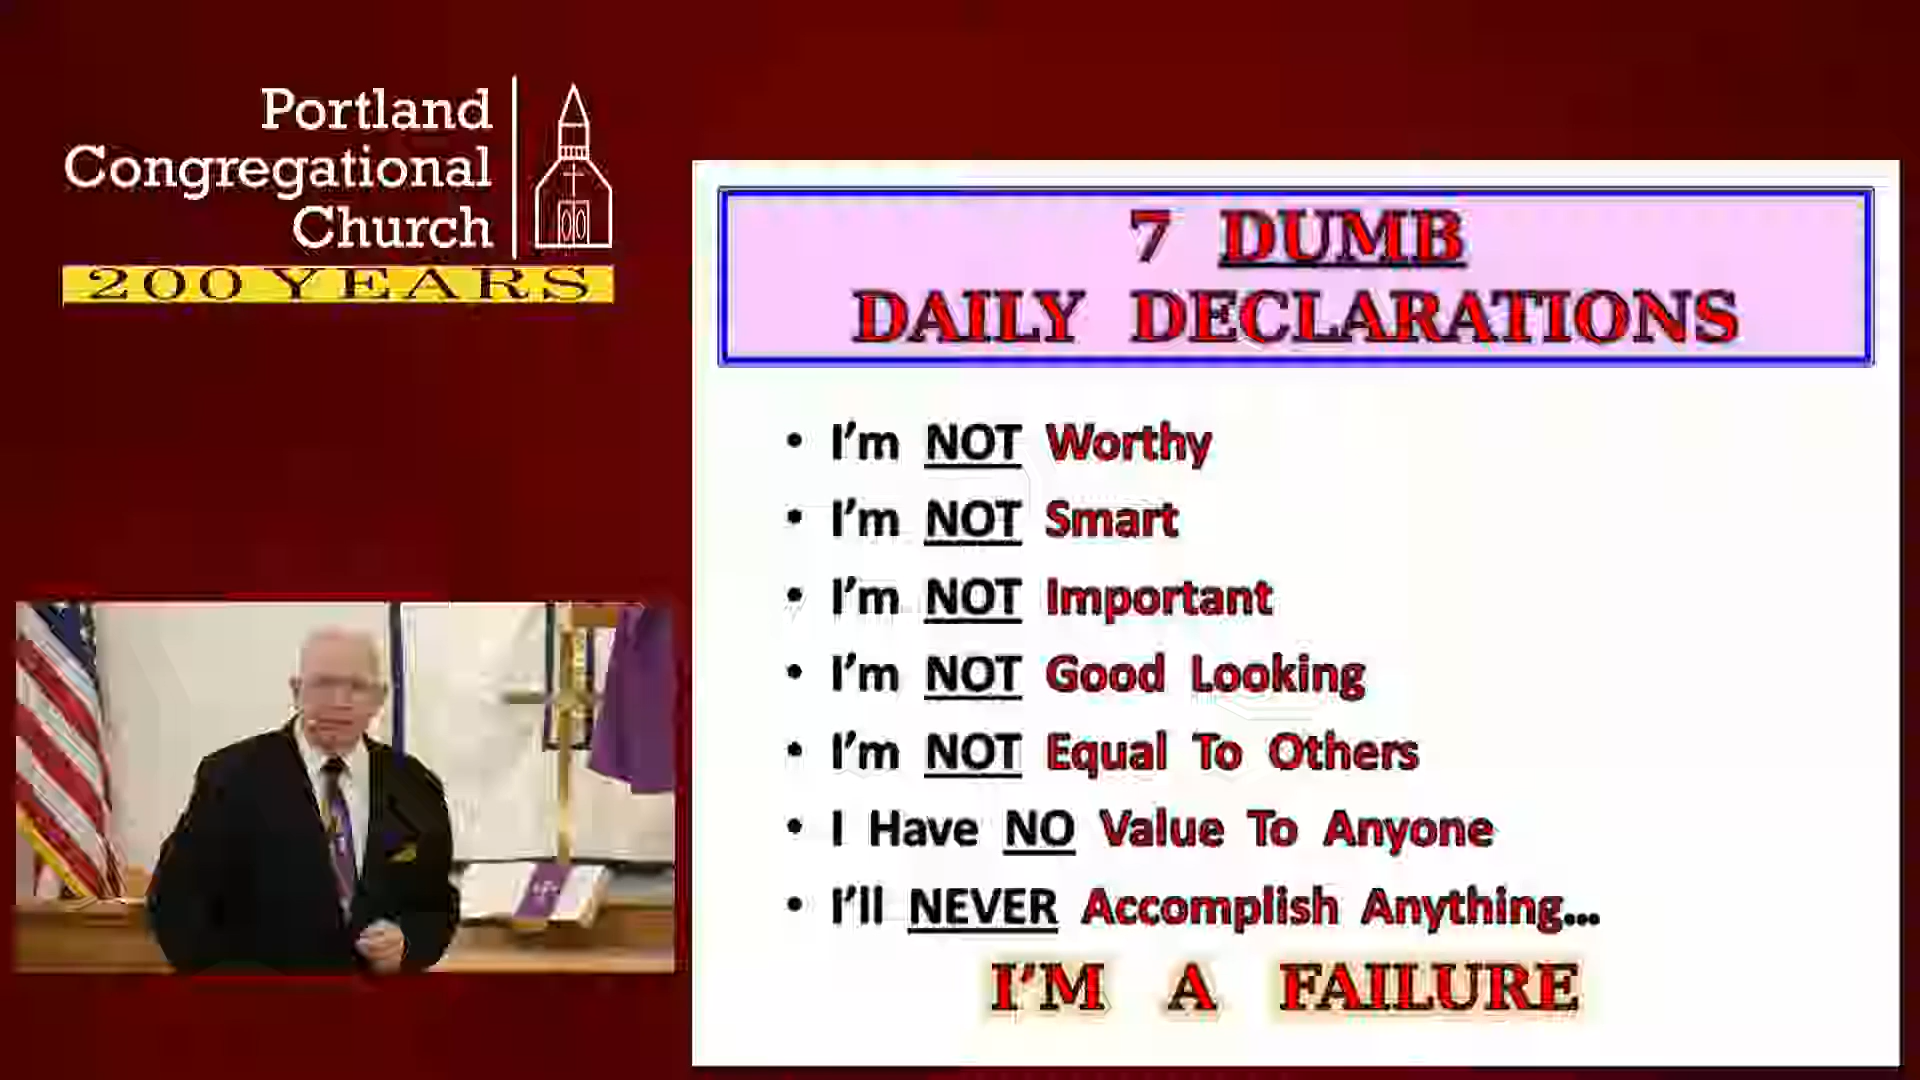 Portland
Congregational
Church
200 YEARS
7 DUMB
DAILY DECLARATIONS
• I'm NOT Worthy
• I'm NOT Smart
• I'm NOT Important
• I'm NOT Good Looking
• I'm NOT Equal To Others
• I Have NO Value To Anyone
• I'll NEVER Accomplish Anything...
I'M A FAILURE